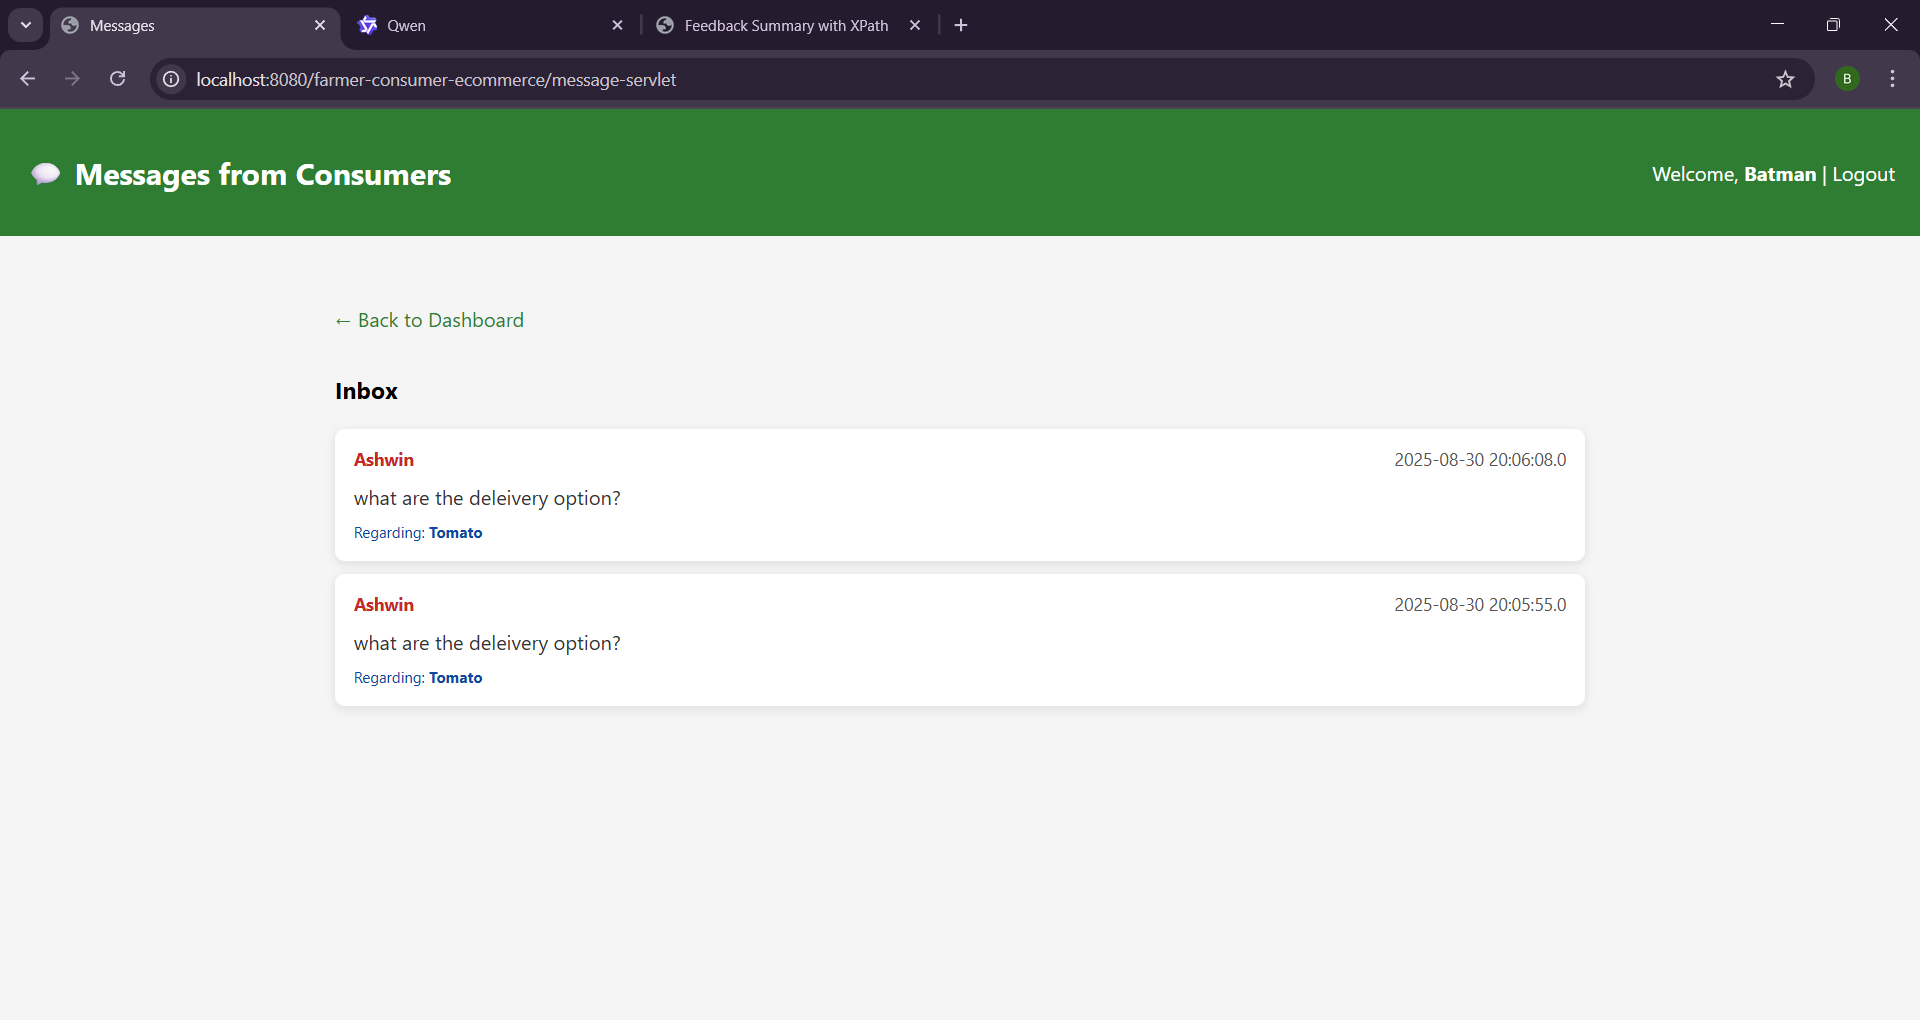 Messages
Qwen
Feedback Summary with XPath
localhost:8080/farmer-consumer-ecommerce/message-servlet
B
Messages from Consumers
Welcome, Batman | Logout
← Back to Dashboard
Inbox
Ashwin
2025-08-30 20:06:08.0
what are the deleivery option?
Regarding: Tomato
Ashwin
2025-08-30 20:05:55.0
what are the deleivery option?
Regarding: Tomato